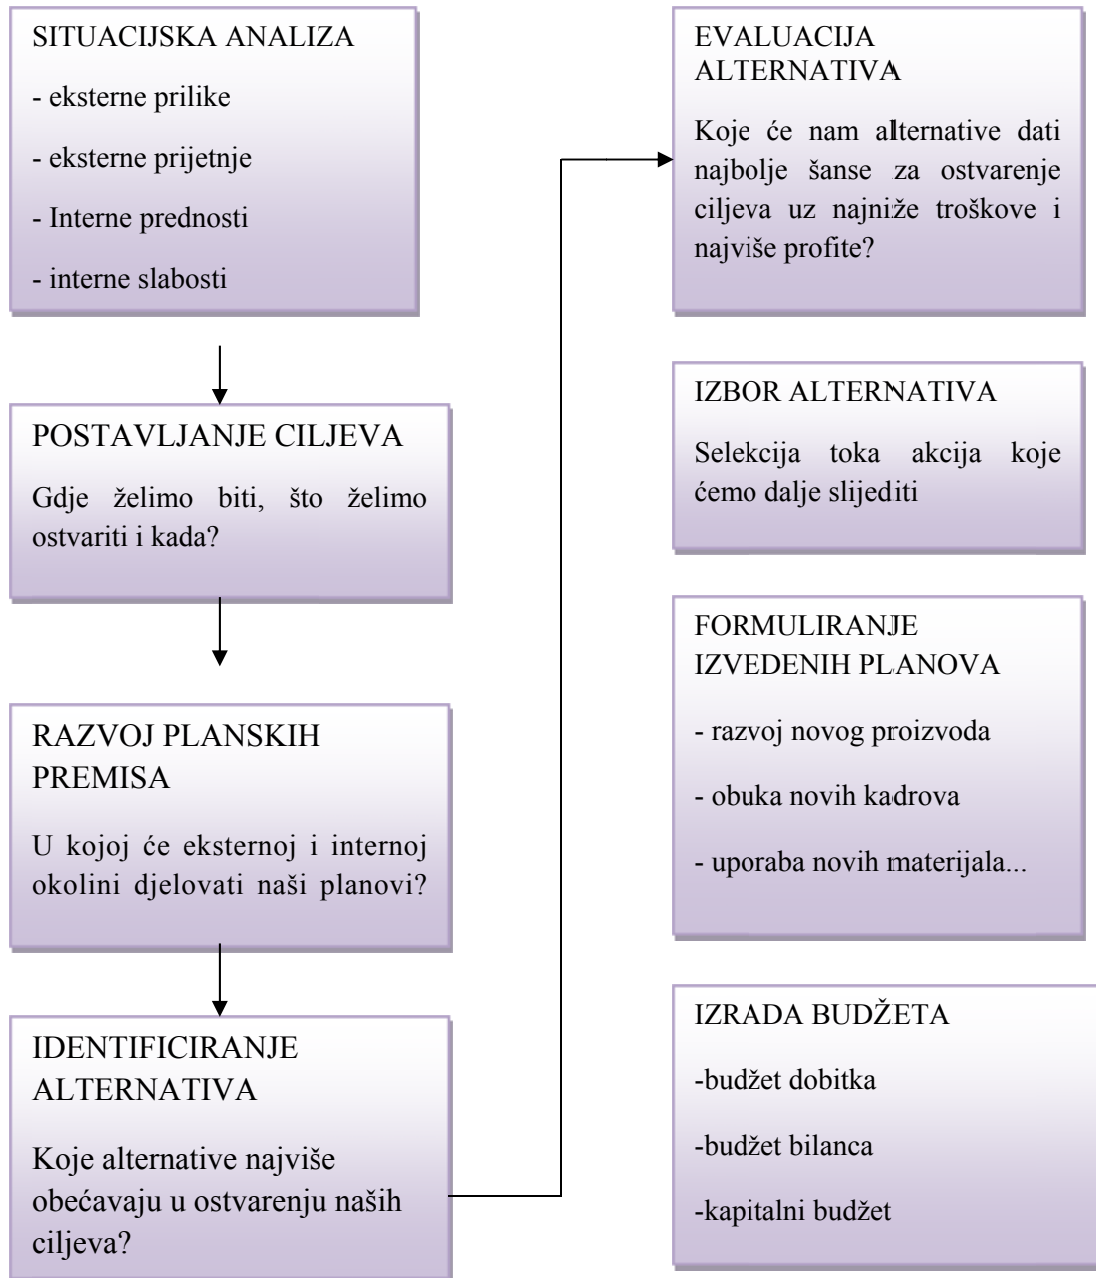 SITUACIJSKA ANALIZA
- eksterne prilike
- eksterne prijetnje
- Interne prednosti
- interne slabosti
POSTAVLJANJE CILJEVA
Gdje želimo biti, što želimo
ostvariti i kada?
RAZVOJ PLANSKIH
PREMISA
U kojoj će eksternoj i internoj
okolini djelovati naši planovi?
IDENTIFICIRANJE
ALTERNATIVA
Koje alternative najviše
obećavaju u ostvarenju naših
ciljeva?
EVALUACIJA
ALTERNATIVA
Koje će nam alternative dati
najbolje šanse za ostvarenje
ciljeva uz najniže troškove i
najviše profite?
IZBOR ALTERNATIVA
Selekcija toka akcija koje
ćemo dalje slijediti
FORMULIRANJE
IZVEDENIH PLANOVA
- razvoj novog proizvoda
- obuka novih kadrova
- uporaba novih materijala...
IZRADA BUDŽETA
-budžet dobitka
-budžet bilanca
-kapitalni budžet